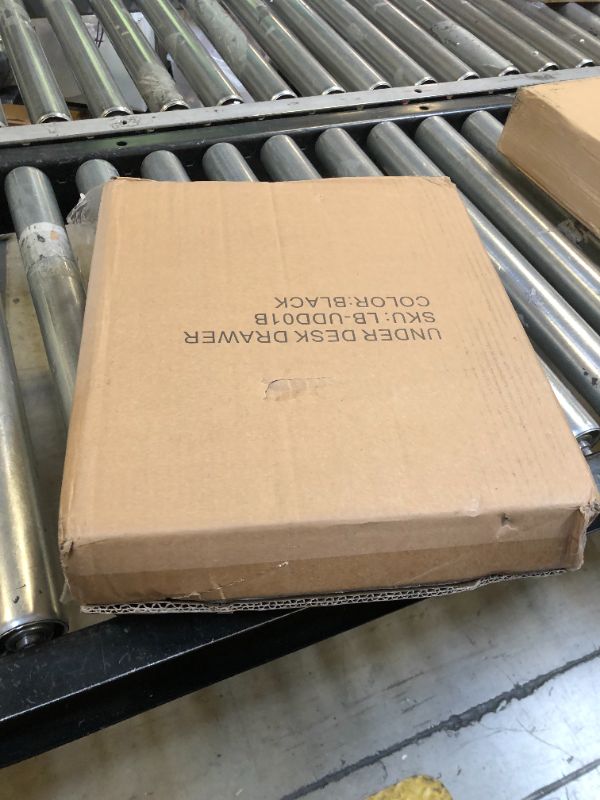 UNDER DESK DRAWER
SKU: LB-UDD01B
COLOR:BLACK